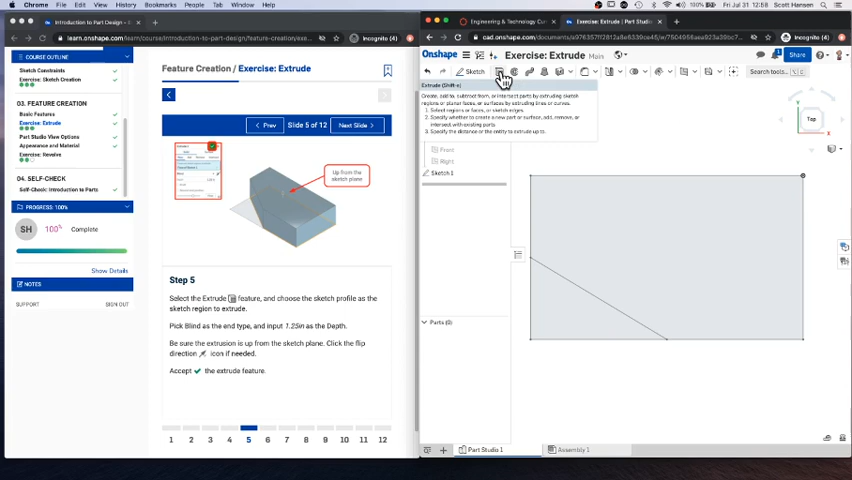 Chrome File Edit View History Bookmarks People Tab Window Help
100% Fri Jul 31 12:58 Scott Hansen
Introduction to Part Design –
learn.onshape.com/learn/course/introduction-to-part-design/feature-creation/exe...
Incognito (4)
COURSE OUTLINE
Sketch Constraints
Exercise: Sketch Creation
03. FEATURE CREATION
Basic Features
Exercise: Extrude
Part Studio View Options
Appearance and Material
Exercise: Revolve
04. SELF-CHECK
Self-Check: Introduction to Parts
PROGRESS: 100%
SH 100% Complete
Show Details
NOTES
SUPPORT SIGN OUT
Feature Creation / Exercise: Extrude
Prev Slide 5 of 12 Next Slide
Up from the
sketch plane
Step 5
Select the Extrude feature, and choose the sketch profile as the
sketch region to extrude.
Pick Blind as the end type, and input 1.25in as the Depth.
Be sure the extrusion is up from the sketch plane. Click the flip
direction icon if needed.
Accept the extrude feature.
1 2 3 4 5 6 7 8 9 10 11 12
Engineering & Technology Cur
Exercise: Extrude | Part Studi
Incognito (4)
Onshape Exercise: Extrude Main
Share
Sketch
Search tools...
Extrude (Shift-e)
Create, add to, subtract from, or intersect parts by extruding sketch
regions or planar faces, or surfaces by extruding lines or curves.
1. Select regions or faces, or sketch edges.
2. Specify whether to create a new part or surface, add, remove, or
intersect with existing parts.
3. Specify the distance or the entity to extrude up to.
Front
Right
Sketch 1
Parts (0)
Z
Top
X
Part Studio 1
Assembly 1